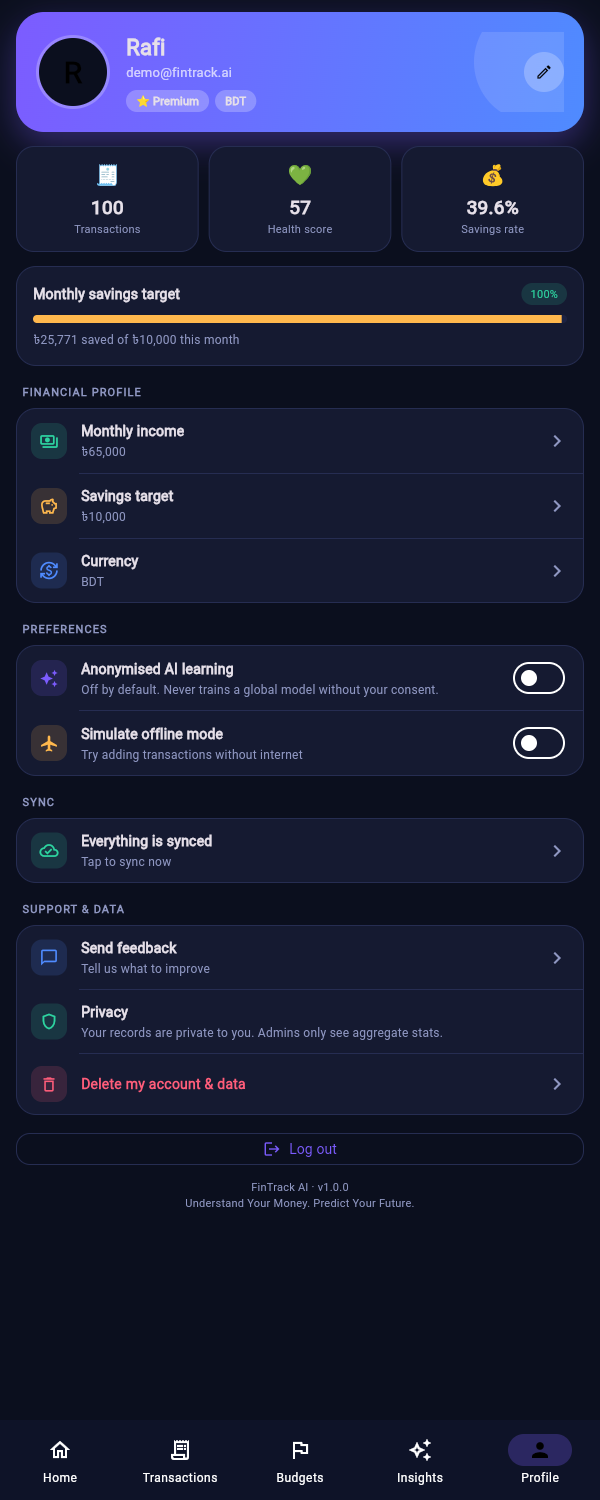 Rafi
demo@fintrack.ai
R
⭐ Premium
BDT
100
Transactions
57
Health score
39.6%
Savings rate
Monthly savings target
100%
৳25,771 saved of ৳10,000 this month
FINANCIAL PROFILE
Monthly income
৳65,000
Savings target
৳10,000
Currency
BDT
PREFERENCES
Anonymised AI learning
Off by default. Never trains a global model without your consent.
Simulate offline mode
Try adding transactions without internet
SYNC
Everything is synced
Tap to sync now
SUPPORT & DATA
Send feedback
Tell us what to improve
Privacy
Your records are private to you. Admins only see aggregate stats.
Delete my account & data
Log out
FinTrack AI · v1.0.0
Understand Your Money. Predict Your Future.
Home
Transactions
Budgets
Insights
Profile